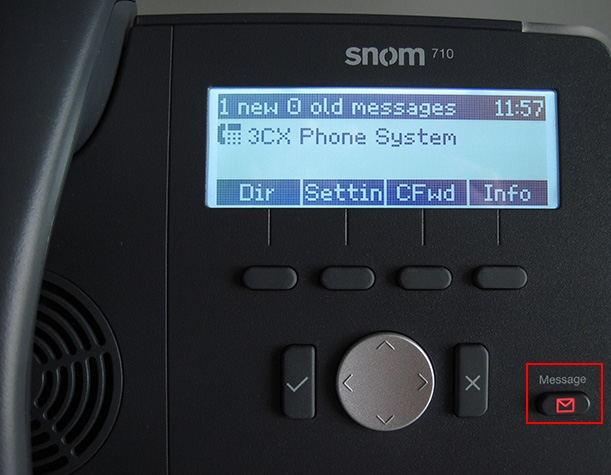 snom 710
1 new 0 old messages 11:57
3CX Phone System
Dir Settin CFwd Info
Message